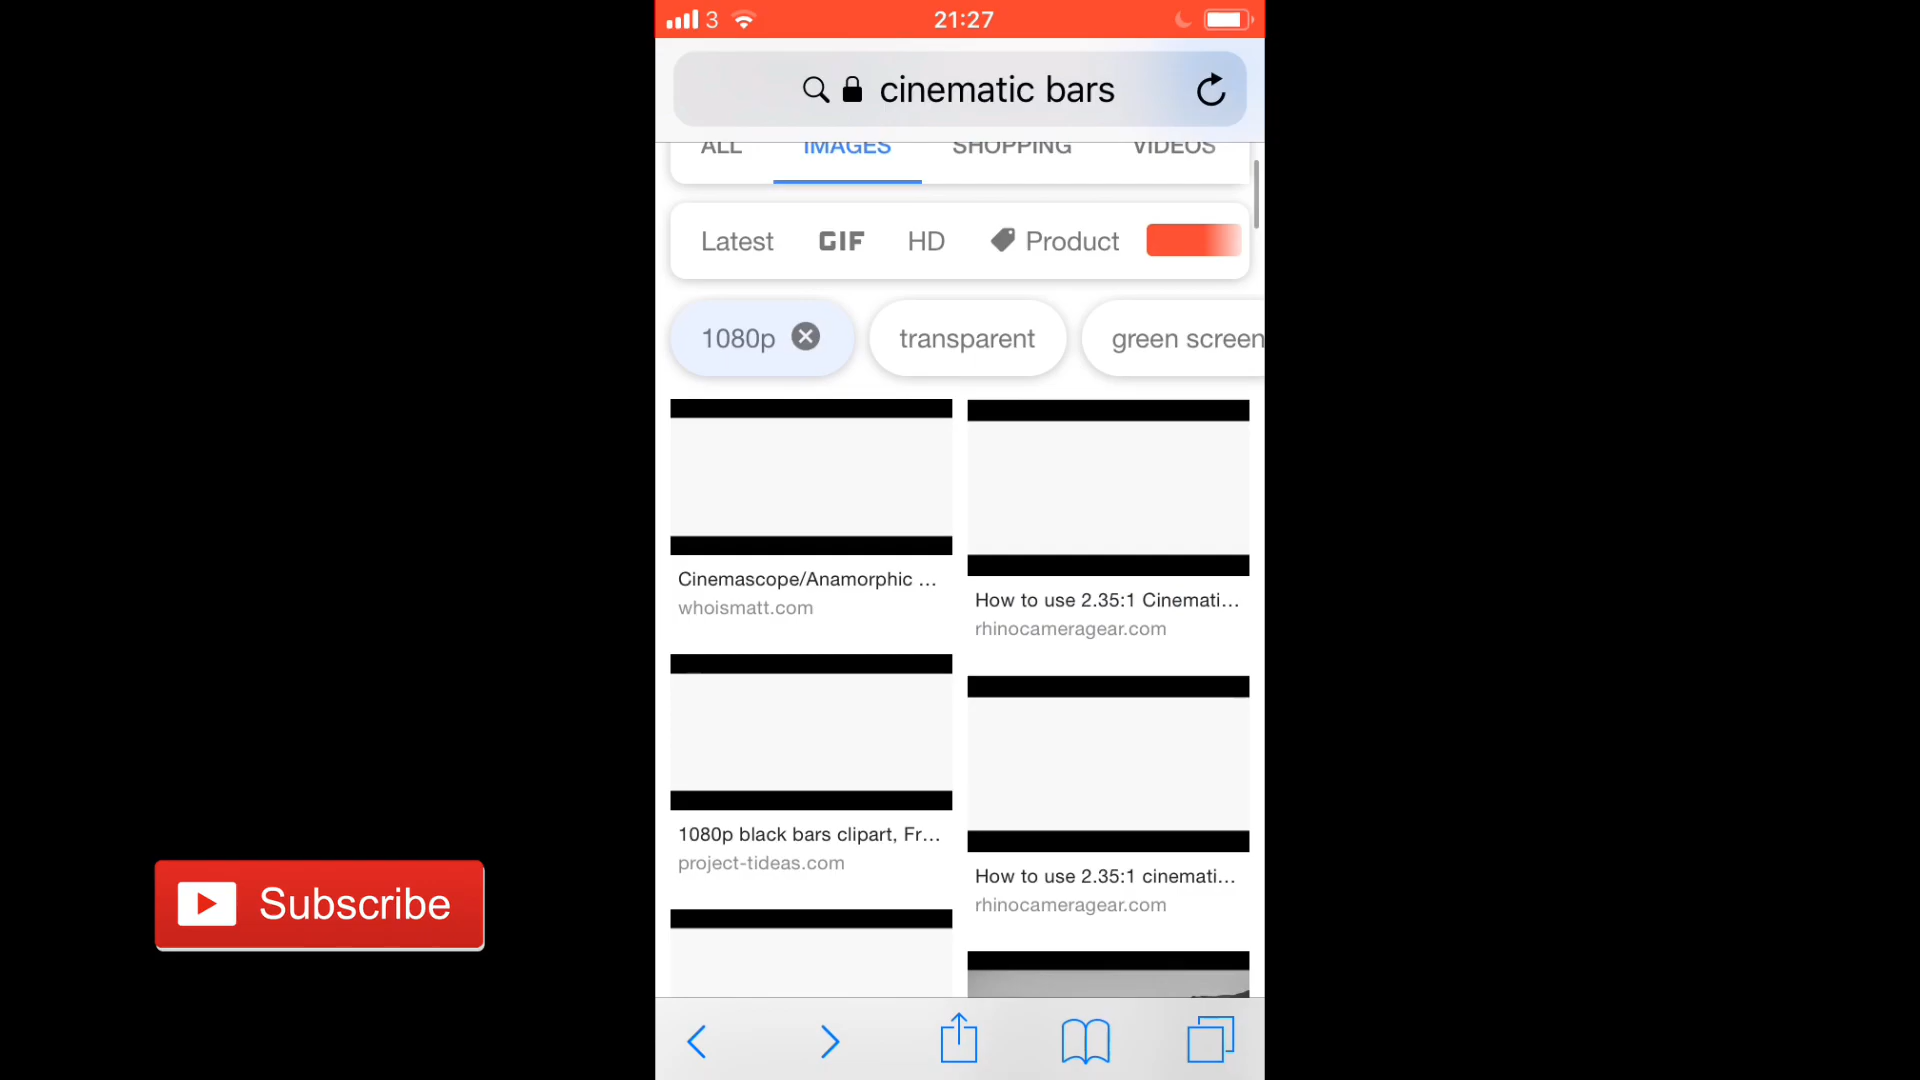 3
21:27
cinematic bars
ALL IMAGES SHOPPING VIDEOS
Latest GIF HD Product
1080p transparent green screen
Cinemascope/Anamorphic ...
whoismatt.com
How to use 2.35:1 Cinemati...
rhinocameragear.com
1080p black bars clipart, Fr...
project-tideas.com
How to use 2.35:1 cinemati...
rhinocameragear.com
Subscribe